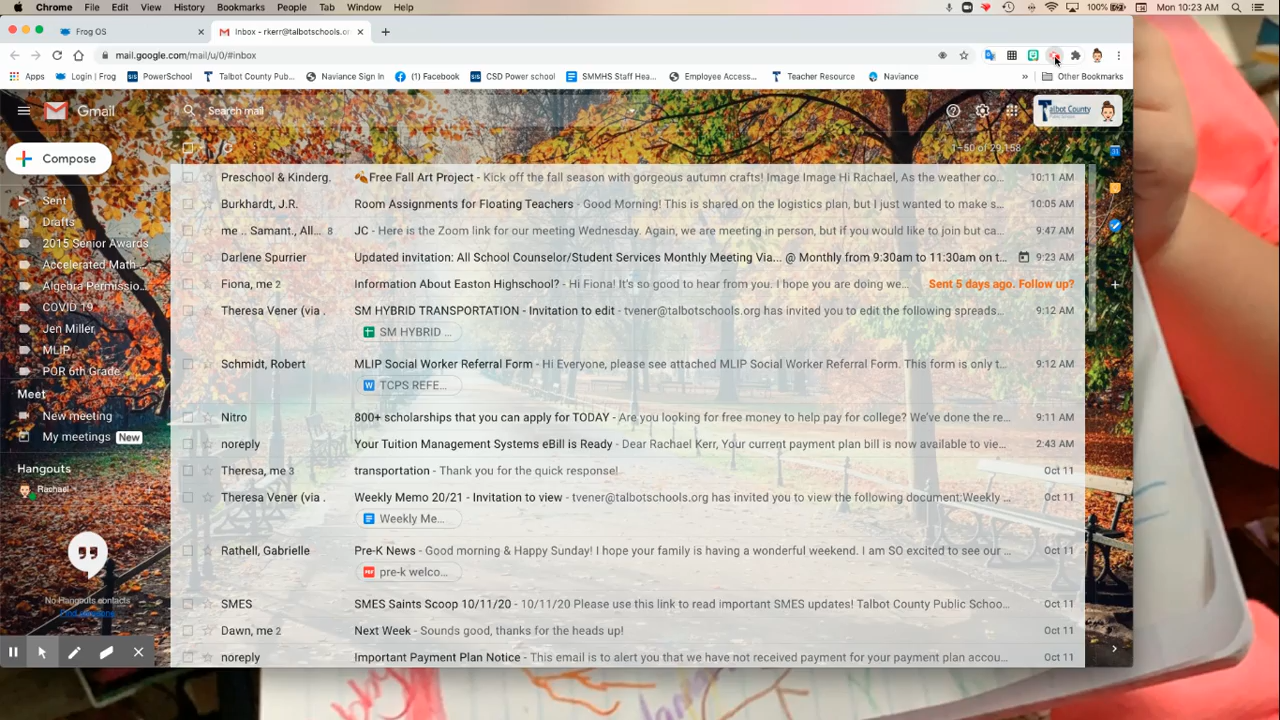 Chrome File Edit View History Bookmarks People Tab Window Help 100% Mon 10:23 AM
Frog OS Inbox - rkerr@talbotschools.or
mail.google.com/mail/u/0/#inbox
Apps Login | Frog PowerSchool Talbot County Pub... Naviance Sign In (1) Facebook CSD Power school SMMHS Staff Hea... Employee Access... Teacher Resource Naviance » Other Bookmarks
Gmail Search mail Talbot County
Compose 1–50 of 29,158
Sent
Drafts
2015 Senior Awards
Accelerated Math ...
Algebra Permissio...
COVID 19
Jen Miller
MLIP
POR 6th Grade
Meet
New meeting
My meetings New
Hangouts
Rachael
No Hangouts contacts
Find someone
Preschool & Kinderg. Free Fall Art Project - Kick off the fall season with gorgeous autumn crafts! Image Image Hi Rachael, As the weather co... 10:11 AM
Burkhardt, J.R. Room Assignments for Floating Teachers - Good Morning! This is shared on the logistics plan, but I just wanted to make s... 10:05 AM
me .. Samant., All... 8 JC - Here is the Zoom link for our meeting Wednesday. Again, we are meeting in person, but if you would like to join but ca... 9:47 AM
Darlene Spurrier Updated invitation: All School Counselor/Student Services Monthly Meeting Via... @ Monthly from 9:30am to 11:30am on t... 9:23 AM
Fiona, me 2 Information About Easton Highschool? - Hi Fiona! It's so good to hear from you. I hope you are doing we... Sent 5 days ago. Follow up?
Theresa Vener (via . SM HYBRID TRANSPORTATION - Invitation to edit - tvener@talbotschools.org has invited you to edit the following spreads... 9:12 AM
SM HYBRID ...
Schmidt, Robert MLIP Social Worker Referral Form - Hi Everyone, please see attached MLIP Social Worker Referral Form. This form is only t... 9:12 AM
TCPS REFE...
Nitro 800+ scholarships that you can apply for TODAY - Are you looking for free money to help pay for college? We've done the re... 9:11 AM
noreply Your Tuition Management Systems eBill is Ready - Dear Rachael Kerr, Your current payment plan bill is now available to vie... 2:43 AM
Theresa, me 3 transportation - Thank you for the quick response! Oct 11
Theresa Vener (via . Weekly Memo 20/21 - Invitation to view - tvener@talbotschools.org has invited you to view the following document:Weekly ... Oct 11
Weekly Me...
Rathell, Gabrielle Pre-K News - Good morning & Happy Sunday! I hope your family is having a wonderful weekend. I am SO excited to see our ... Oct 11
PDF pre-k welco...
SMES SMES Saints Scoop 10/11/20 - 10/11/20 Please use this link to read important SMES updates! Talbot County Public Schoo... Oct 11
Dawn, me 2 Next Week - Sounds good, thanks for the heads up! Oct 11
noreply Important Payment Plan Notice - This email is to alert you that we have not received payment for your payment plan accou... Oct 11